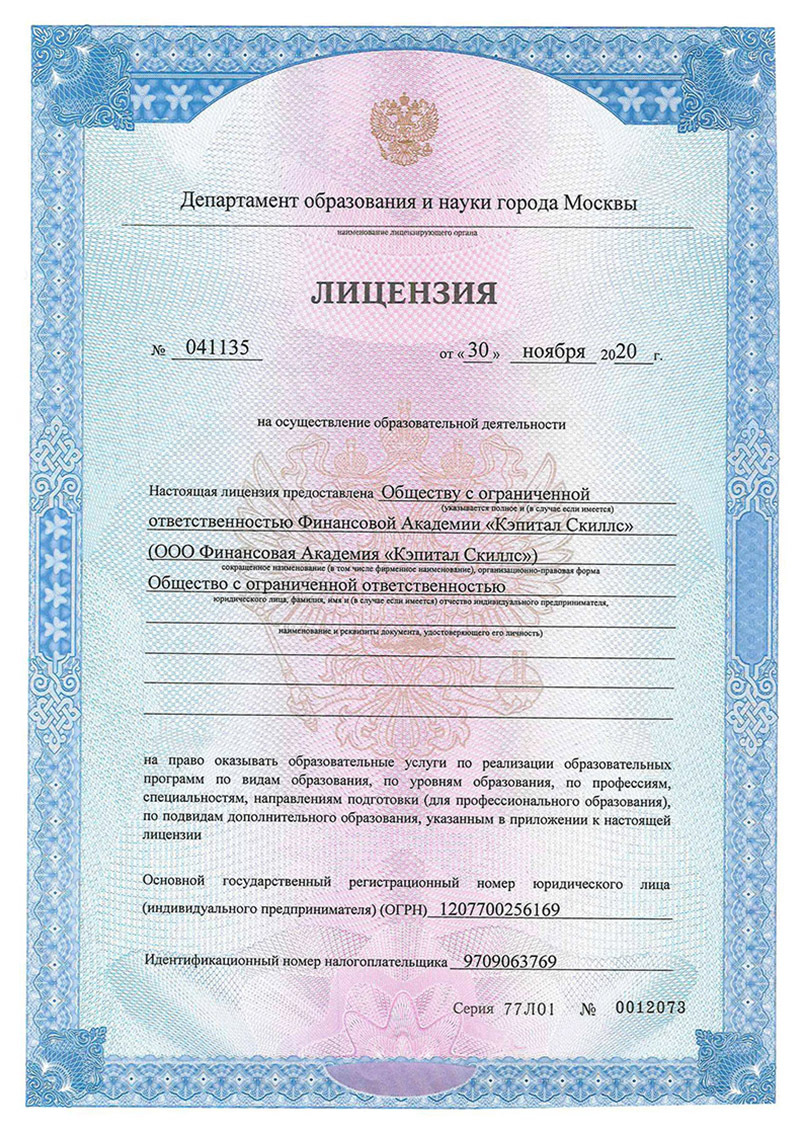 Департамент образования и науки города Москвы
наименование лицензирующего органа
ЛИЦЕНЗИЯ
№ 041135 от « 30 » ноября 2020 г.
на осуществление образовательной деятельности
Настоящая лицензия предоставлена Обществу с ограниченной
(указывается полное и (в случае если имеется)
ответственностью Финансовой Академии «Кэпитал Скиллс»
(ООО Финансовая Академия «Кэпитал Скиллс»)
сокращённое наименование (в том числе фирменное наименование), организационно-правовая форма
Общество с ограниченной ответственностью
юридического лица, фамилия, имя и (в случае если имеется) отчество индивидуального предпринимателя,
наименование и реквизиты документа, удостоверяющего его личность)
на право оказывать образовательные услуги по реализации образовательных
программ по видам образования, по уровням образования, по профессиям,
специальностям, направлениям подготовки (для профессионального образования),
по подвидам дополнительного образования, указанным в приложении к настоящей
лицензии
Основной государственный регистрационный номер юридического лица
(индивидуального предпринимателя) (ОГРН) 1207700256169
Идентификационный номер налогоплательщика 9709063769
Серия 77Л01 № 0012073